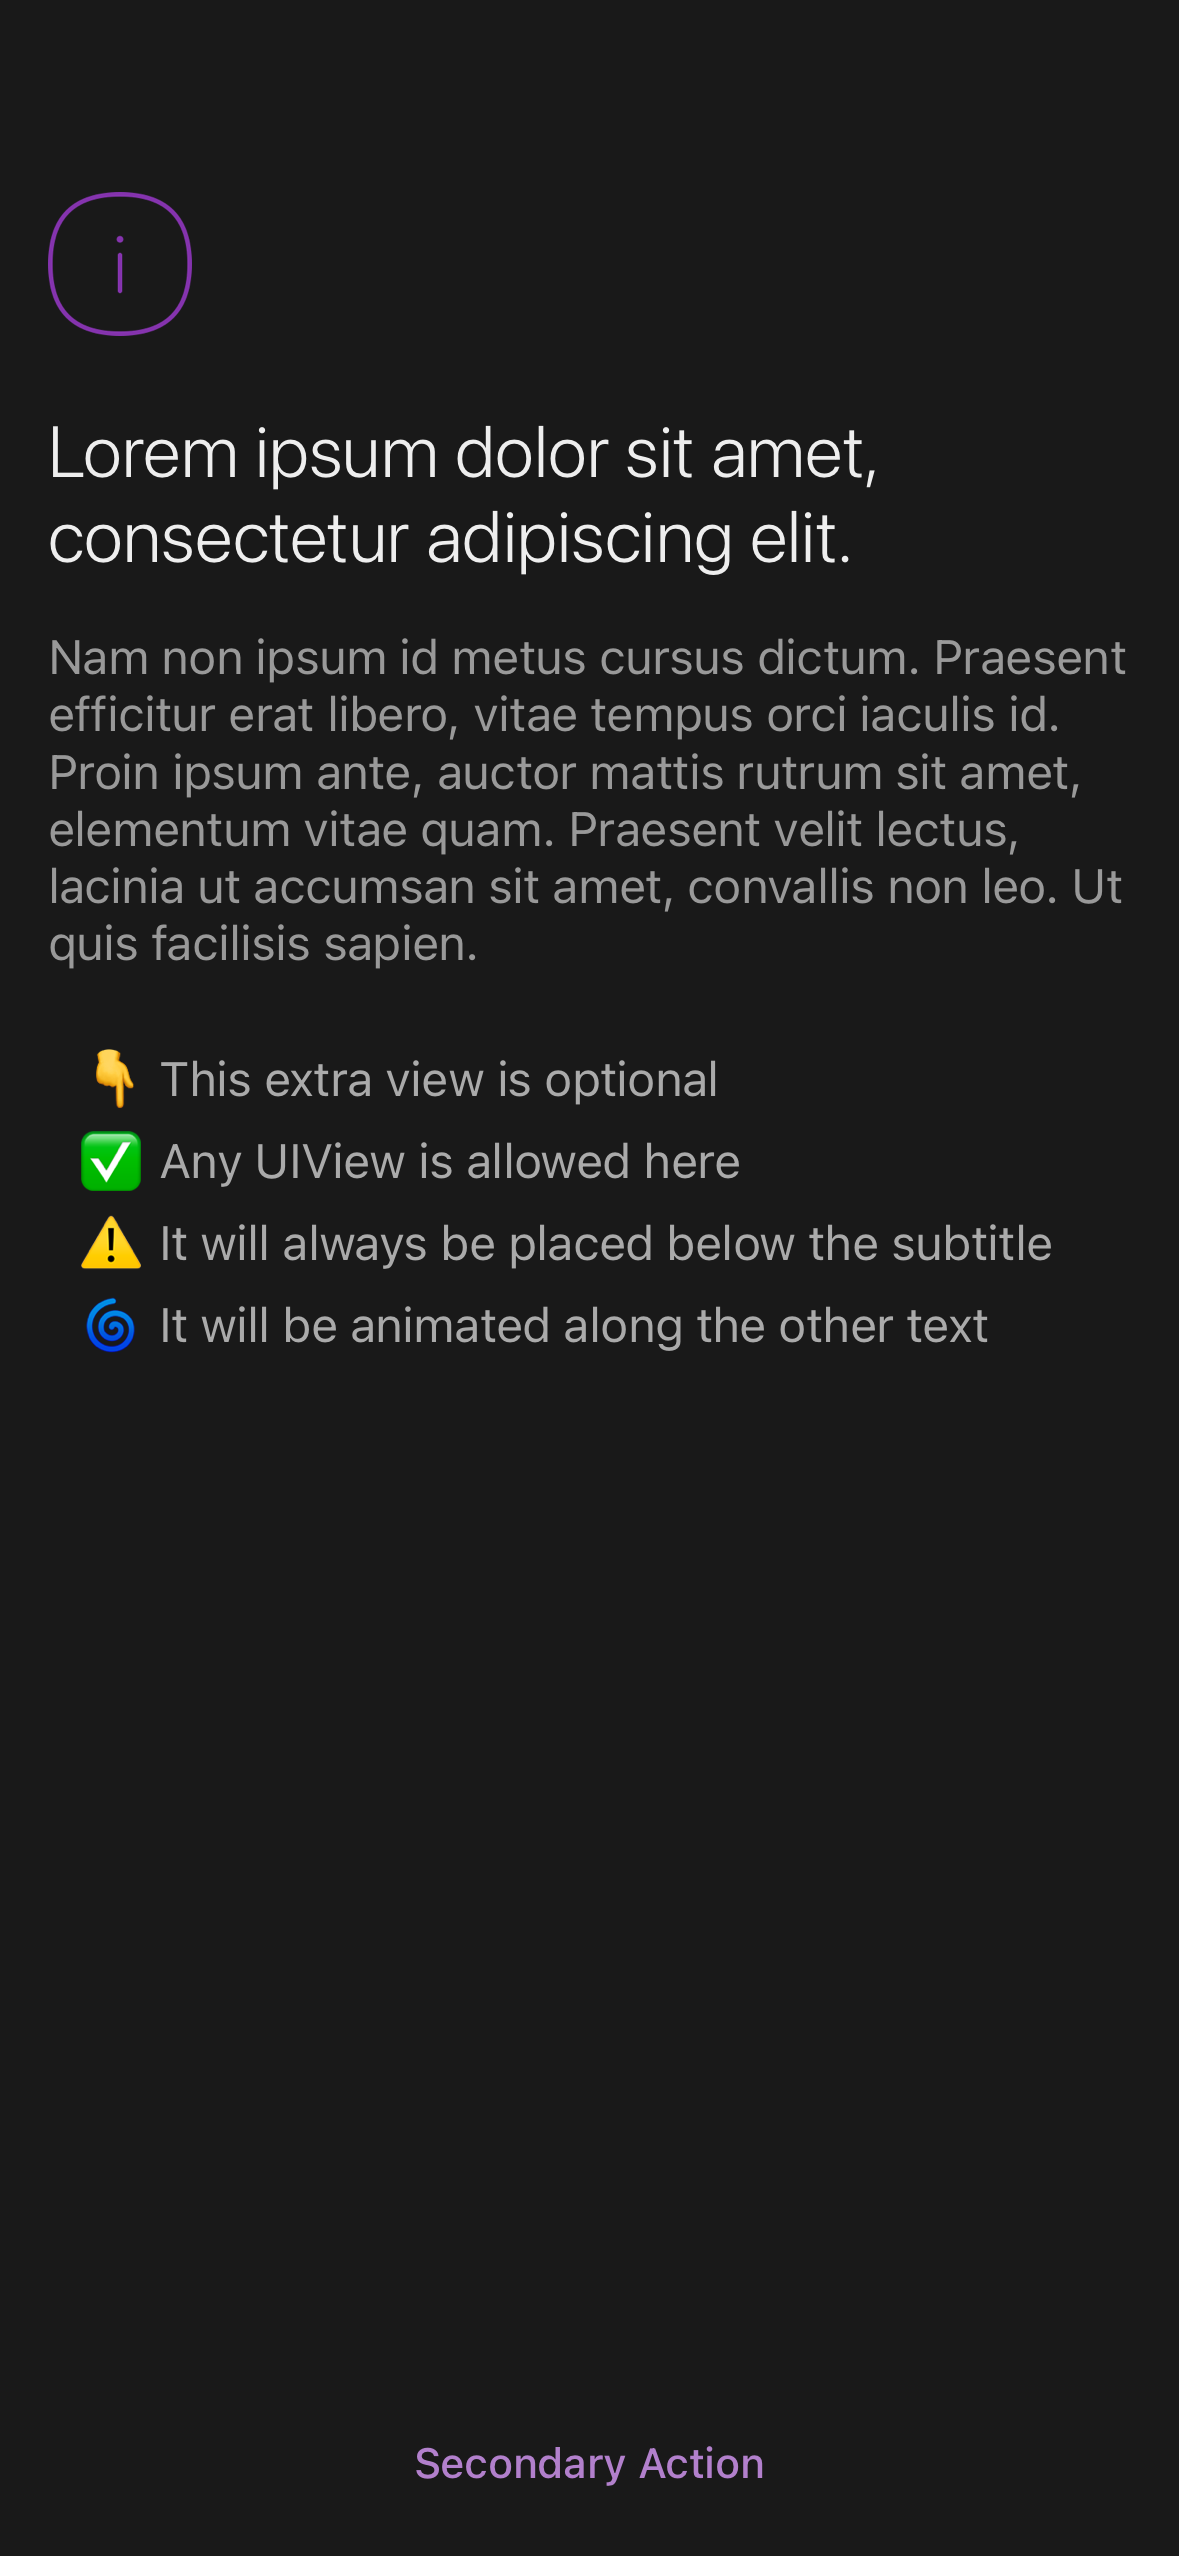 Lorem ipsum dolor sit amet,
consectetur adipiscing elit.
Nam non ipsum id metus cursus dictum. Praesent
efficitur erat libero, vitae tempus orci iaculis id.
Proin ipsum ante, auctor mattis rutrum sit amet,
elementum vitae quam. Praesent velit lectus,
lacinia ut accumsan sit amet, convallis non leo. Ut
quis facilisis sapien.
👇 This extra view is optional
✅ Any UIView is allowed here
⚠️ It will always be placed below the subtitle
🌀 It will be animated along the other text
Secondary Action